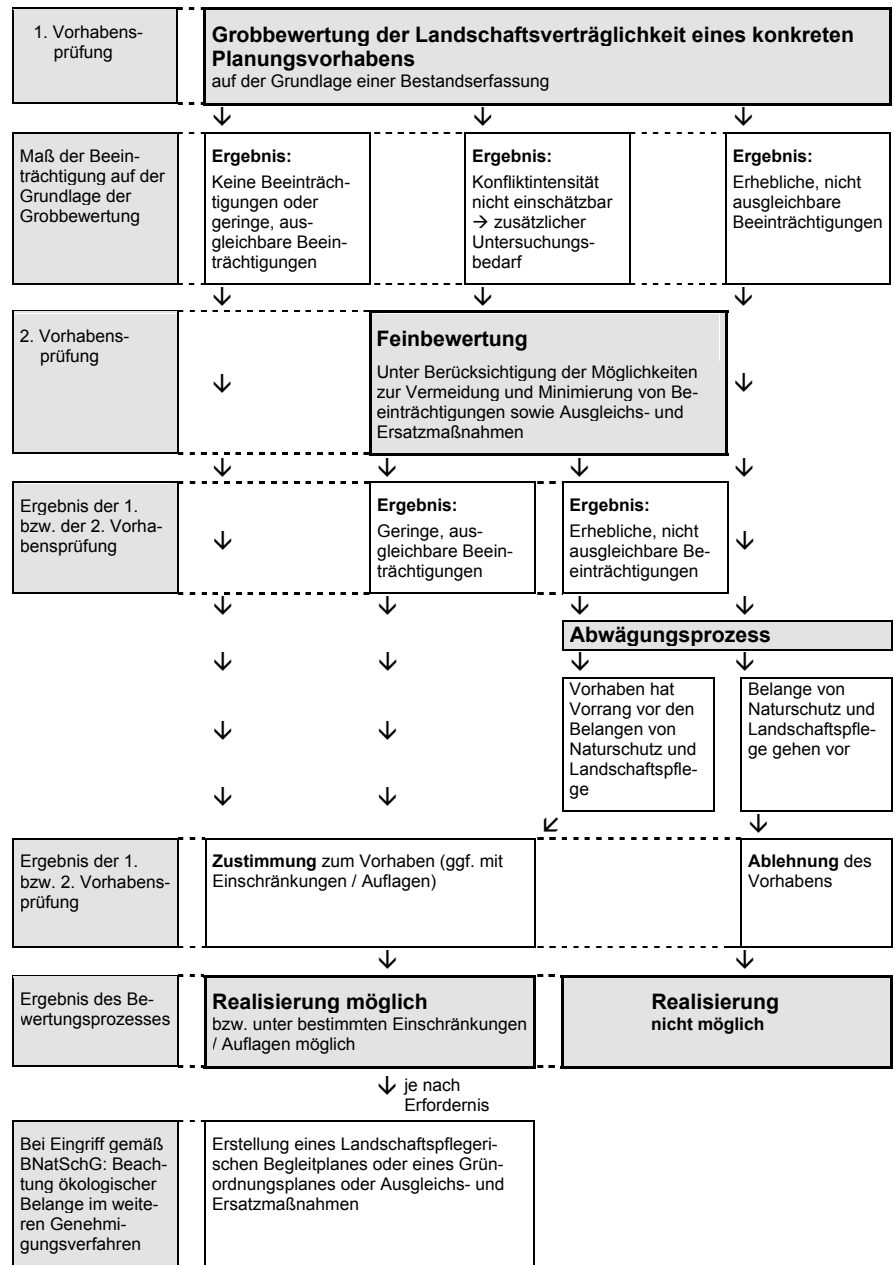 1. Vorhabens-
prüfung
Grobbewertung der Landschaftsverträglichkeit eines konkreten
Planungsvorhabens
auf der Grundlage einer Bestandserfassung
↓ ↓ ↓
Maß der Beein-
trächtigung auf der
Grundlage der
Grobbewertung
Ergebnis:
Keine Beeinträch-
tigungen oder
geringe, aus-
gleichbare Beein-
trächtigungen
Ergebnis:
Konfliktintensität
nicht einschätzbar
→ zusätzlicher
Untersuchungs-
bedarf
Ergebnis:
Erhebliche, nicht
ausgleichbare
Beeinträchtigungen
↓ ↓ ↓
2. Vorhabens-
prüfung
↓
Feinbewertung
Unter Berücksichtigung der Möglichkeiten
zur Vermeidung und Minimierung von Be-
einträchtigungen sowie Ausgleichs- und
Ersatzmaßnahmen
↓
↓ ↓ ↓ ↓
Ergebnis der 1.
bzw. der 2. Vorha-
bensprüfung
↓
Ergebnis:
Geringe, aus-
gleichbare Beein-
trächtigungen
Ergebnis:
Erhebliche, nicht
ausgleichbare Be-
einträchtigungen
↓
↓ ↓ ↓ ↓
Abwägungsprozess
↓ ↓ ↓ ↓
Vorhaben hat
Vorrang vor den
Belangen von
Naturschutz und
Landschaftspfle-
ge
Belange von
Naturschutz und
Landschaftspfle-
ge gehen vor
↓ ↓
↓ ↓
↙ ↓
Ergebnis der 1.
bzw. 2. Vorhabens-
prüfung
Zustimmung zum Vorhaben (ggf. mit
Einschränkungen / Auflagen)
Ablehnung des
Vorhabens
↓ ↓
Ergebnis des Be-
wertungsprozesses
Realisierung möglich
bzw. unter bestimmten Einschränkungen
/ Auflagen möglich
Realisierung
nicht möglich
↓ je nach
Erfordernis
Bei Eingriff gemäß
BNatSchG: Beach-
tung ökologischer
Belange im weite-
ren Genehmi-
gungsverfahren
Erstellung eines Landschaftspflegeri-
schen Begleitplanes oder eines Grün-
ordnungsplanes oder Ausgleichs- und
Ersatzmaßnahmen